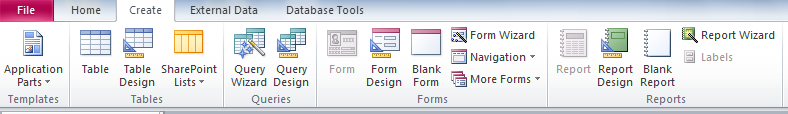 File Home Create External Data Database Tools
Application Parts Table Table Design SharePoint Lists Query Wizard Query Design Form Form Design Blank Form Form Wizard Navigation More Forms Report Report Design Blank Report Report Wizard Labels
Templates Tables Queries Forms Reports